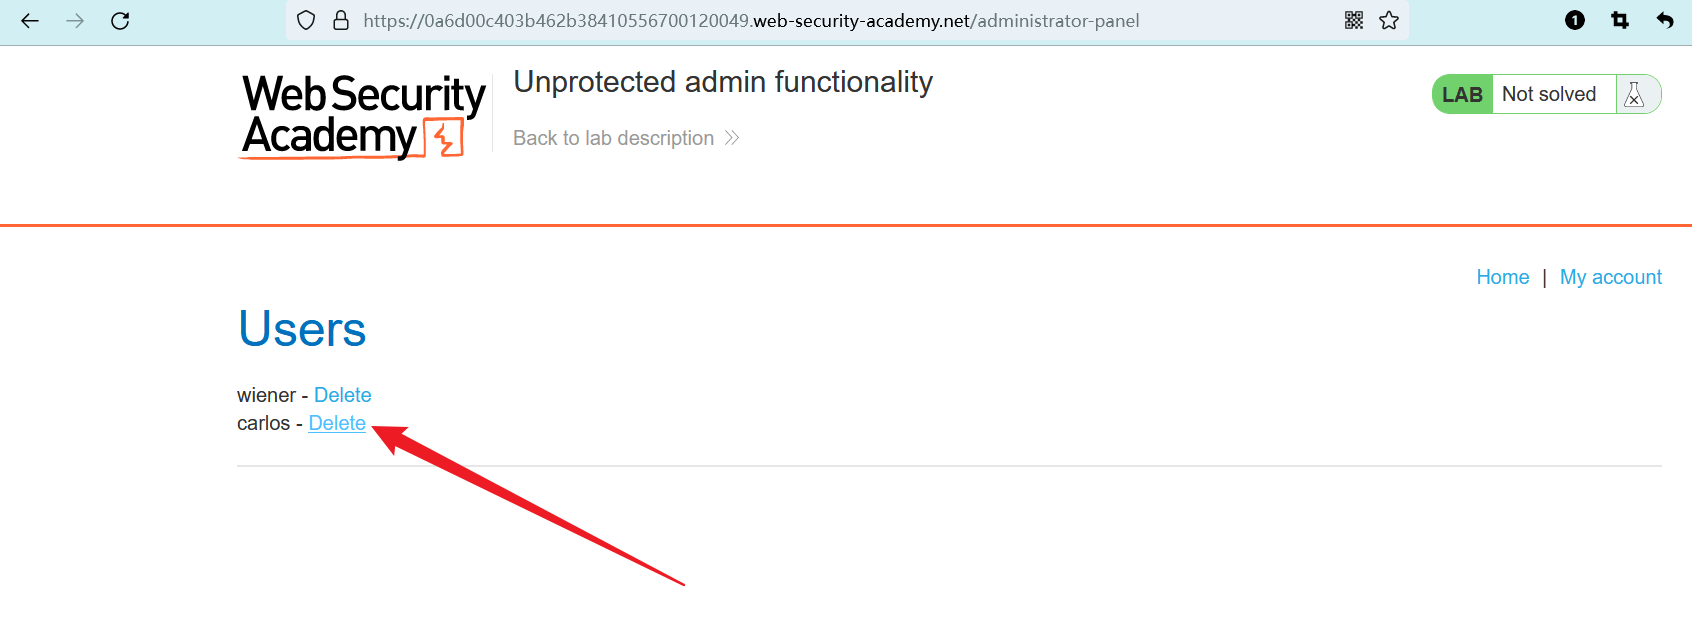 https://0a6d00c403b462b38410556700120049.web-security-academy.net/administrator-panel
1
Web Security
Academy
Unprotected admin functionality
Back to lab description
LAB Not solved
Home | My account
Users
wiener - Delete
carlos - Delete